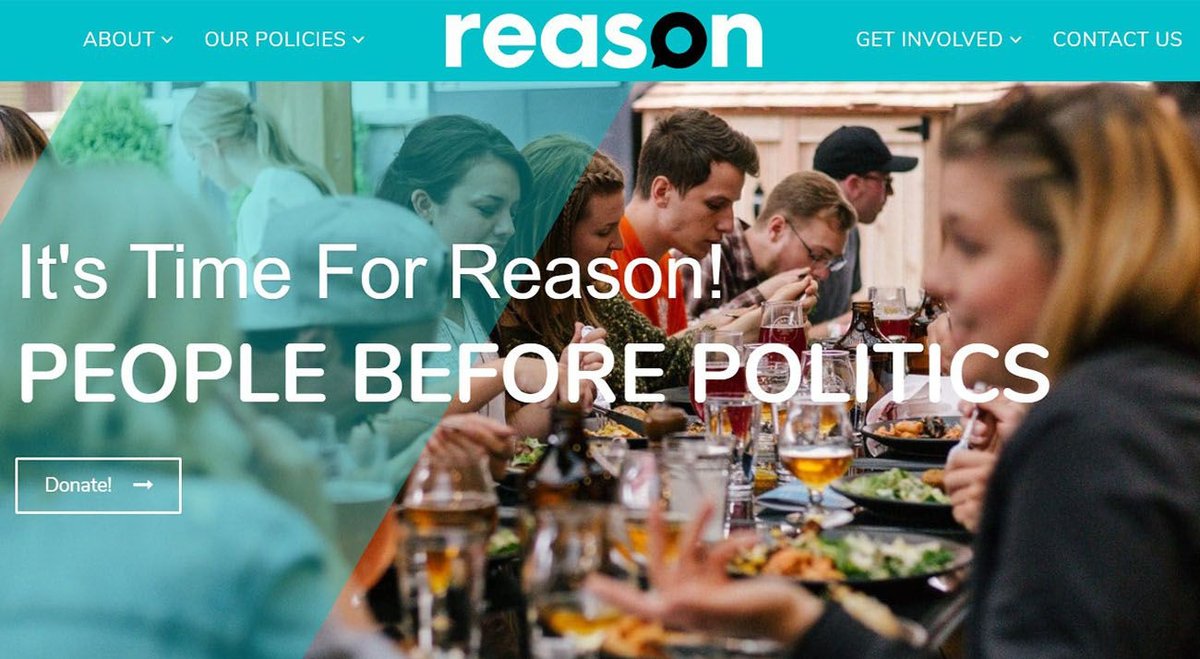 ABOUT
OUR POLICIES
reason
GET INVOLVED
CONTACT US
It's Time For Reason!
PEOPLE BEFORE POLITICS
Donate!